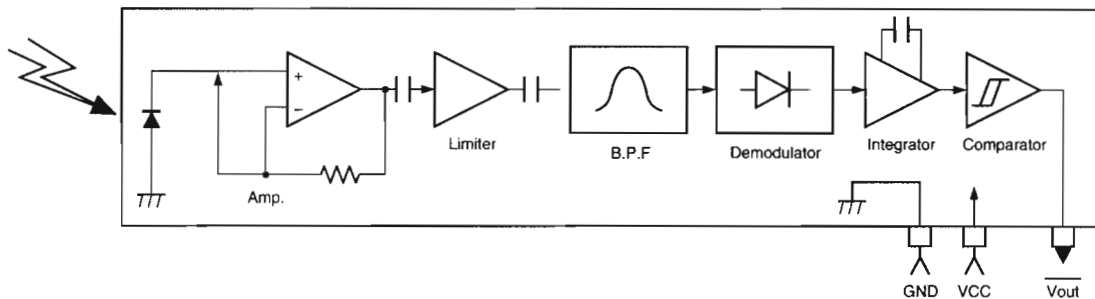 +
−
Amp.
Limiter
B.P.F
Demodulator
Integrator
Comparator
GND
VCC
Vout